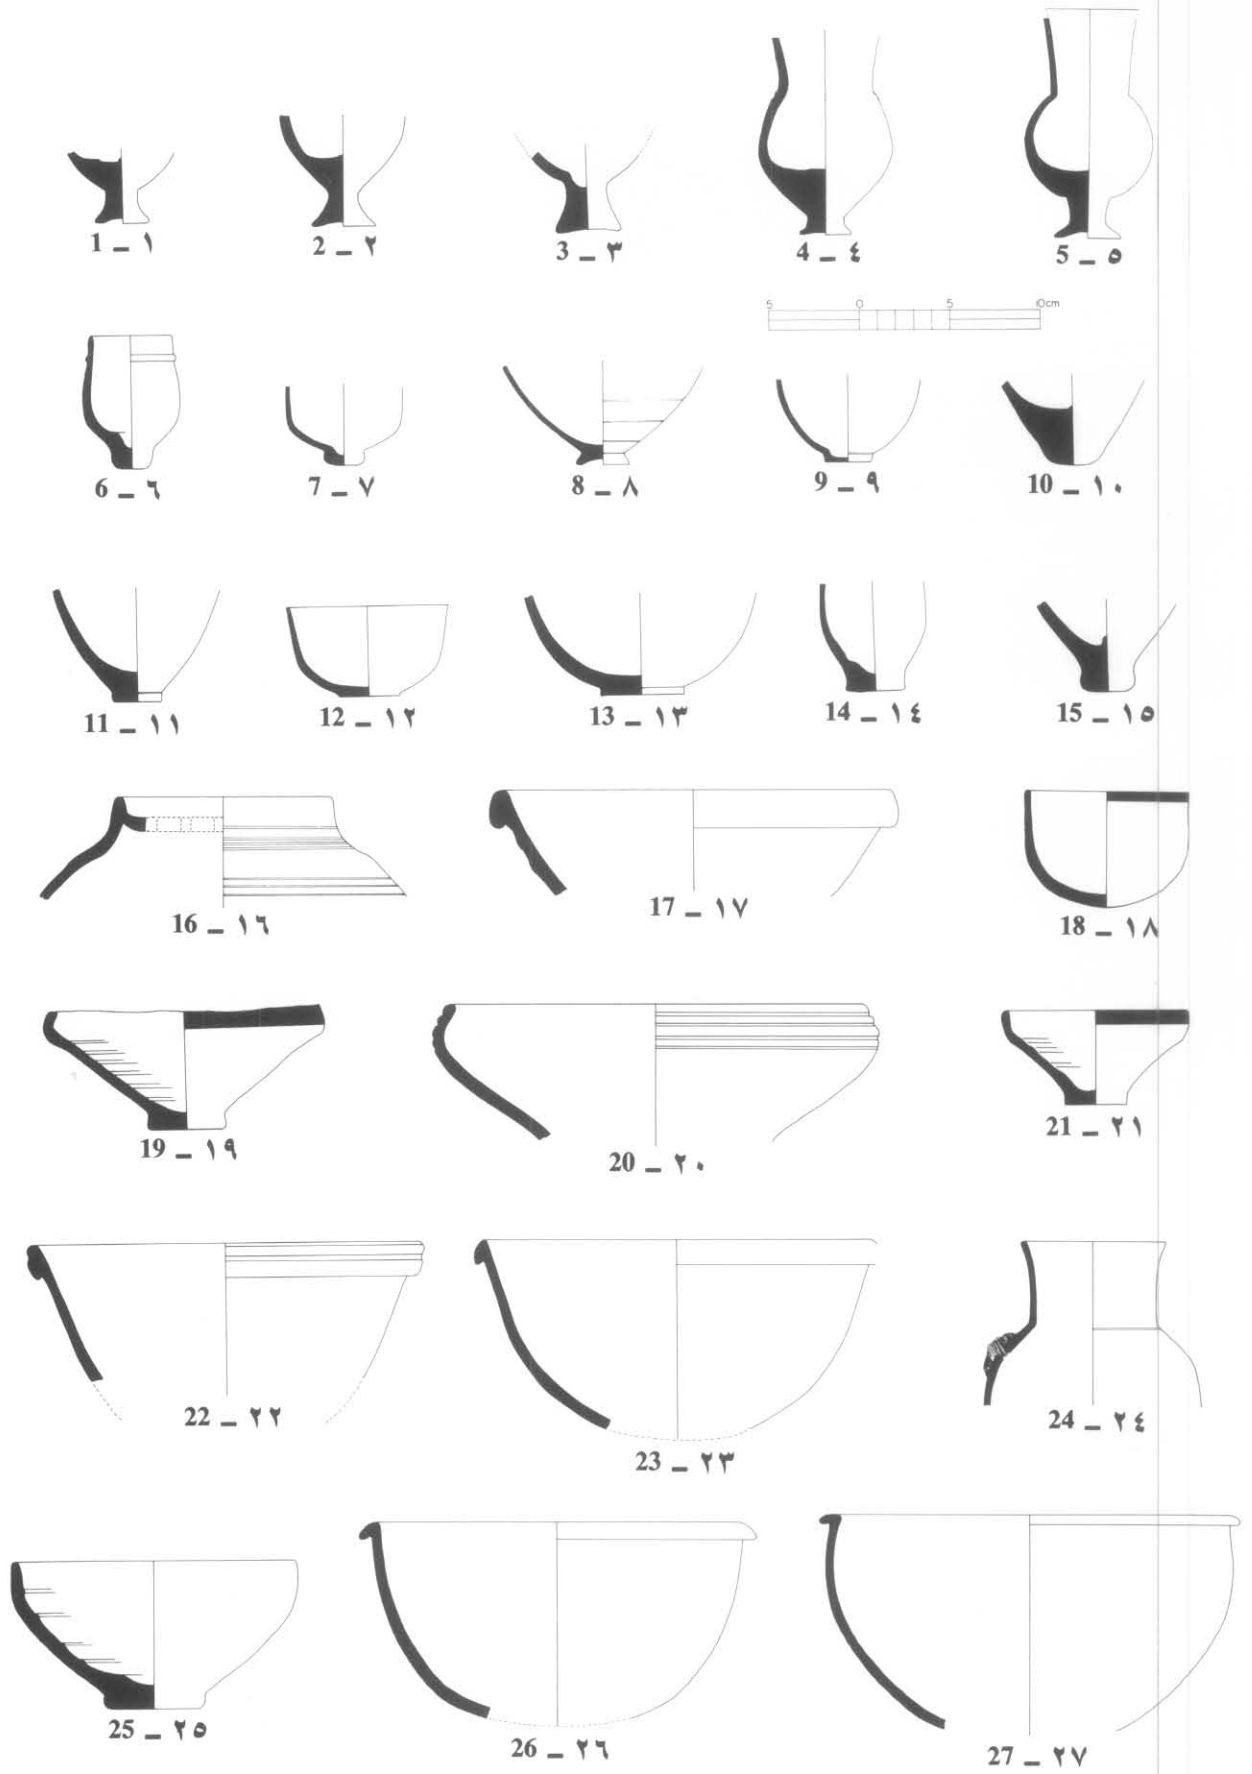 1 – ١
2 – ٢
3 – ٣
4 – ٤
5 – ٥
5 0 5 10cm
6 – ٦
7 – ٧
8 – ٨
9 – ٩
10 – ١٠
11 – ١١
12 – ١٢
13 – ١٣
14 – ١٤
15 – ١٥
16 – ١٦
17 – ١٧
18 – ١٨
19 – ١٩
20 – ٢٠
21 – ٢١
22 – ٢٢
23 – ٢٣
24 – ٢٤
25 – ٢٥
26 – ٢٦
27 – ٢٧